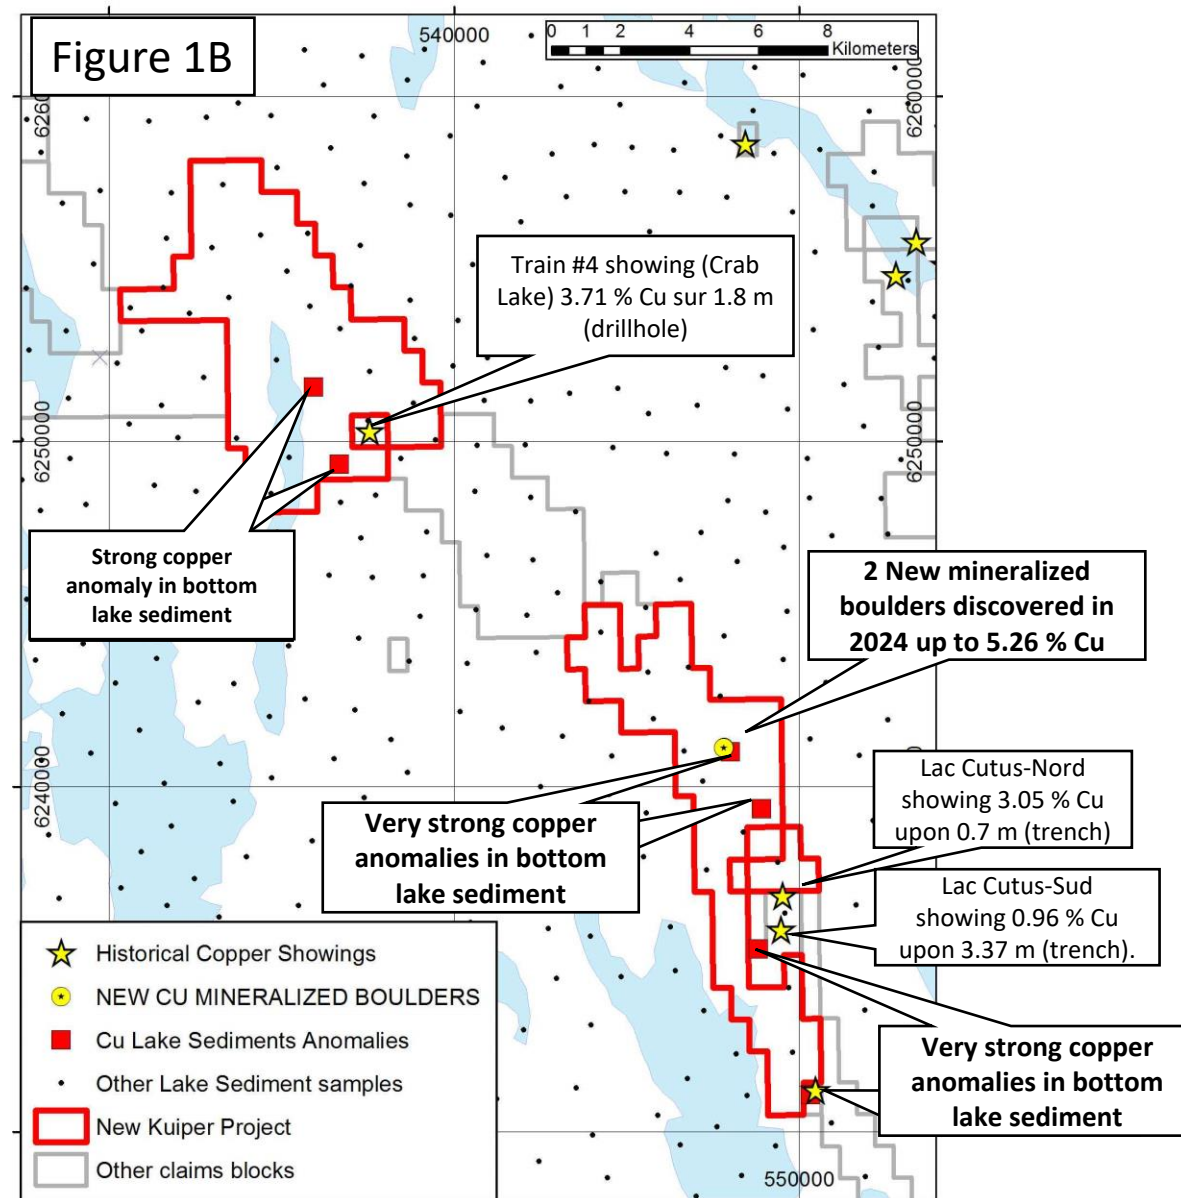 Figure 1B
540000
0 1 2 4 6 8
Kilometers
6260000
Train #4 showing (Crab
Lake) 3.71 % Cu sur 1.8 m
(drillhole)
6250000
6250000
Strong copper
anomaly in bottom
lake sediment
2 New mineralized
boulders discovered in
2024 up to 5.26 % Cu
6240000
Lac Cutus-Nord
showing 3.05 % Cu
upon 0.7 m (trench)
Very strong copper
anomalies in bottom
lake sediment
Lac Cutus-Sud
showing 0.96 % Cu
upon 3.37 m (trench).
Very strong copper
anomalies in bottom
lake sediment
Historical Copper Showings
NEW CU MINERALIZED BOULDERS
Cu Lake Sediments Anomalies
Other Lake Sediment samples
New Kuiper Project
Other claims blocks
550000